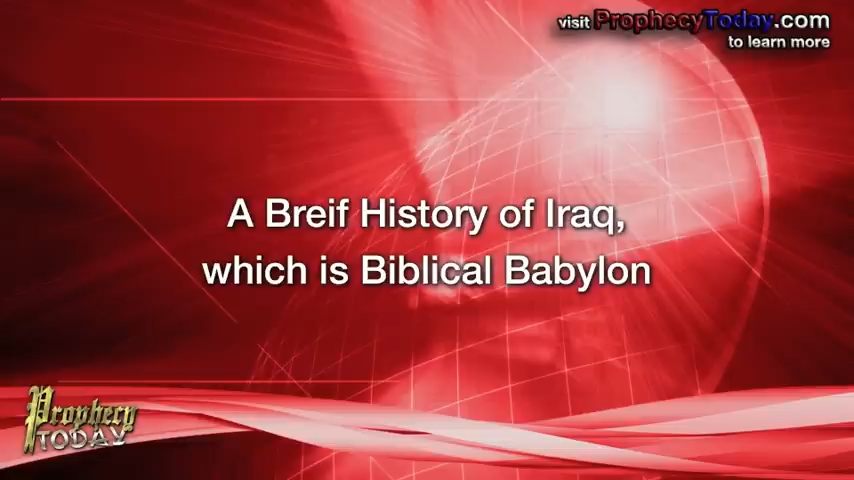 visit ProphecyToday.com
to learn more
A Breif History of Iraq,
which is Biblical Babylon
Prophecy
TODAY